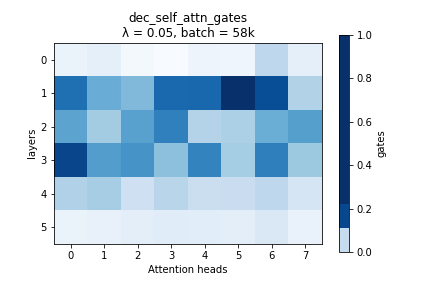 dec_self_attn_gates
λ = 0.05, batch = 58k
layers
0
1
2
3
4
5
0 1 2 3 4 5 6 7
Attention heads
1.0
0.8
0.6
0.4
0.2
0.0
gates